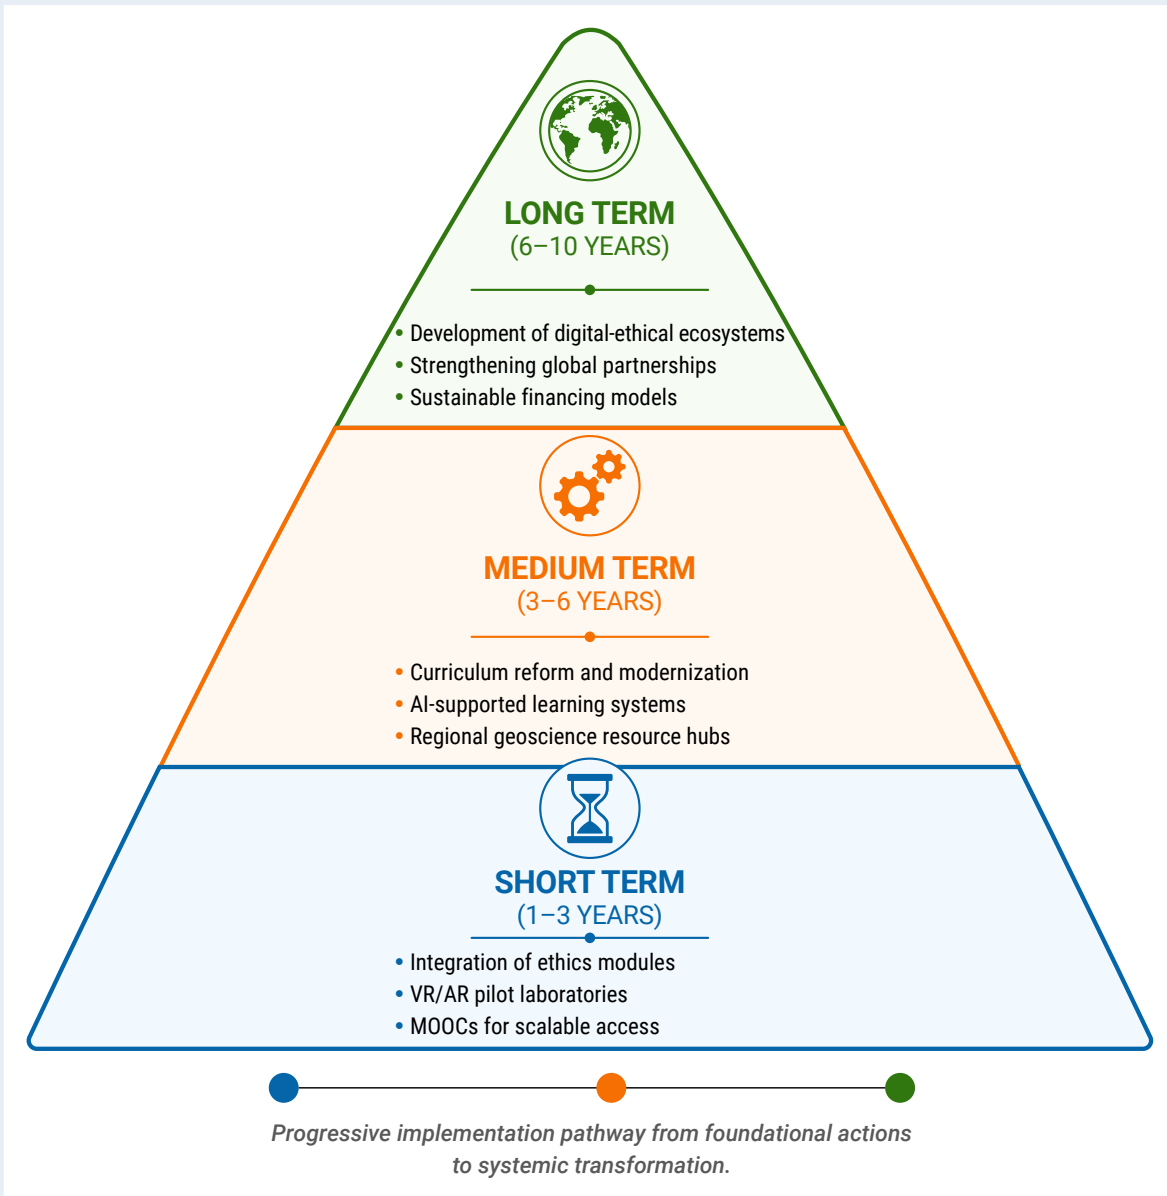 LONG TERM
(6–10 YEARS)
• Development of digital-ethical ecosystems
• Strengthening global partnerships
• Sustainable financing models
MEDIUM TERM
(3–6 YEARS)
• Curriculum reform and modernization
• AI-supported learning systems
• Regional geoscience resource hubs
SHORT TERM
(1–3 YEARS)
• Integration of ethics modules
• VR/AR pilot laboratories
• MOOCs for scalable access
Progressive implementation pathway from foundational actions
to systemic transformation.